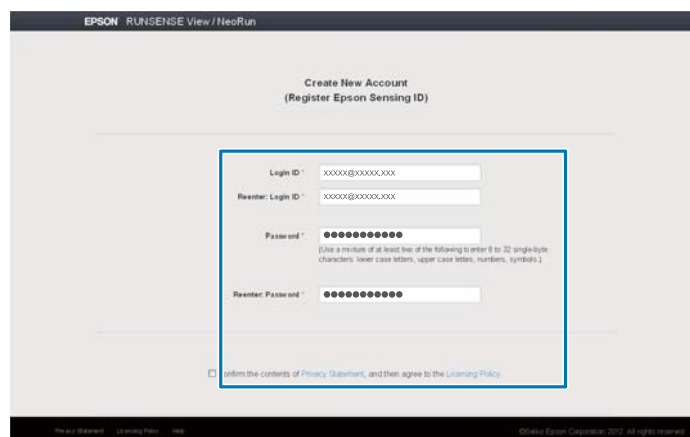 EPSON RUNSENSE View / NeoRun
Create New Account
(Register Epson Sensing ID)
Login ID *
XXXXX@XXXXX.XXX
Reenter: Login ID *
XXXXX@XXXXX.XXX
Password *
●●●●●●●●●●●
(Use a mixture of at least two of the following to enter 8 to 32 single-byte
characters: lower case letters, upper case letters, numbers, symbols.)
Reenter: Password *
●●●●●●●●●●●
onfirm the contents of Privacy Statement, and then agree to the Licensing Policy
Privacy Statement Licensing Policy Help
©Seiko Epson Corporation 2012. All rights reserved.